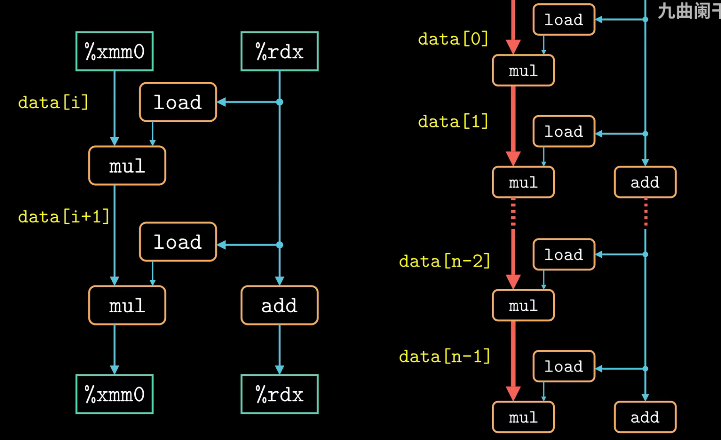 %xmm0
%rdx
data[i]
load
mul
data[i+1]
load
mul
add
%xmm0
%rdx
九曲阑干
load
data[0]
mul
data[1]
load
mul
add
data[n-2]
load
mul
data[n-1]
load
mul
add